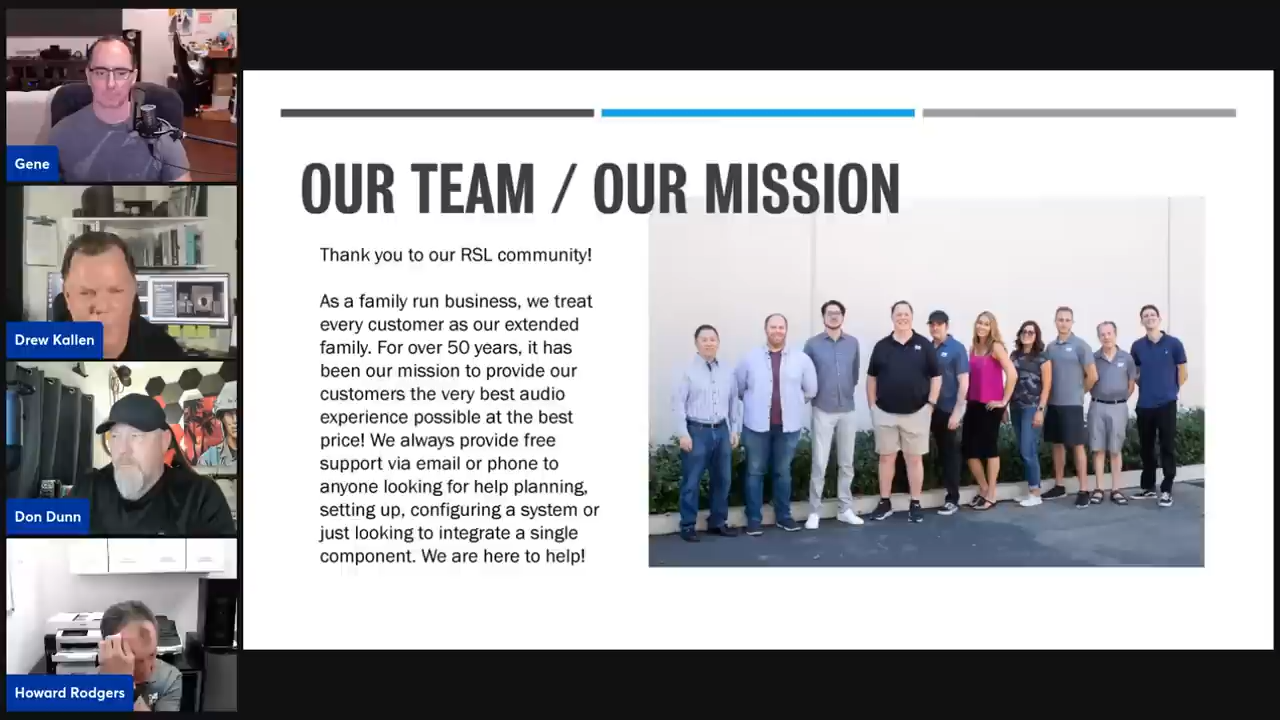 Gene
Drew Kallen
Don Dunn
Howard Rodgers
OUR TEAM / OUR MISSION
Thank you to our RSL community!
As a family run business, we treat
every customer as our extended
family. For over 50 years, it has
been our mission to provide our
customers the very best audio
experience possible at the best
price! We always provide free
support via email or phone to
anyone looking for help planning,
setting up, configuring a system or
just looking to integrate a single
component. We are here to help!